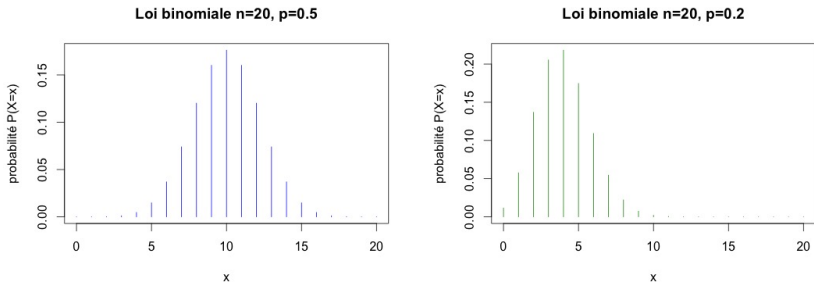 Loi binomiale n=20, p=0.5
probabilité P(X=x)
0.15
0.10
0.05
0.00
0 5 10 15 20
x
Loi binomiale n=20, p=0.2
probabilité P(X=x)
0.20
0.15
0.10
0.05
0.00
0 5 10 15 20
x